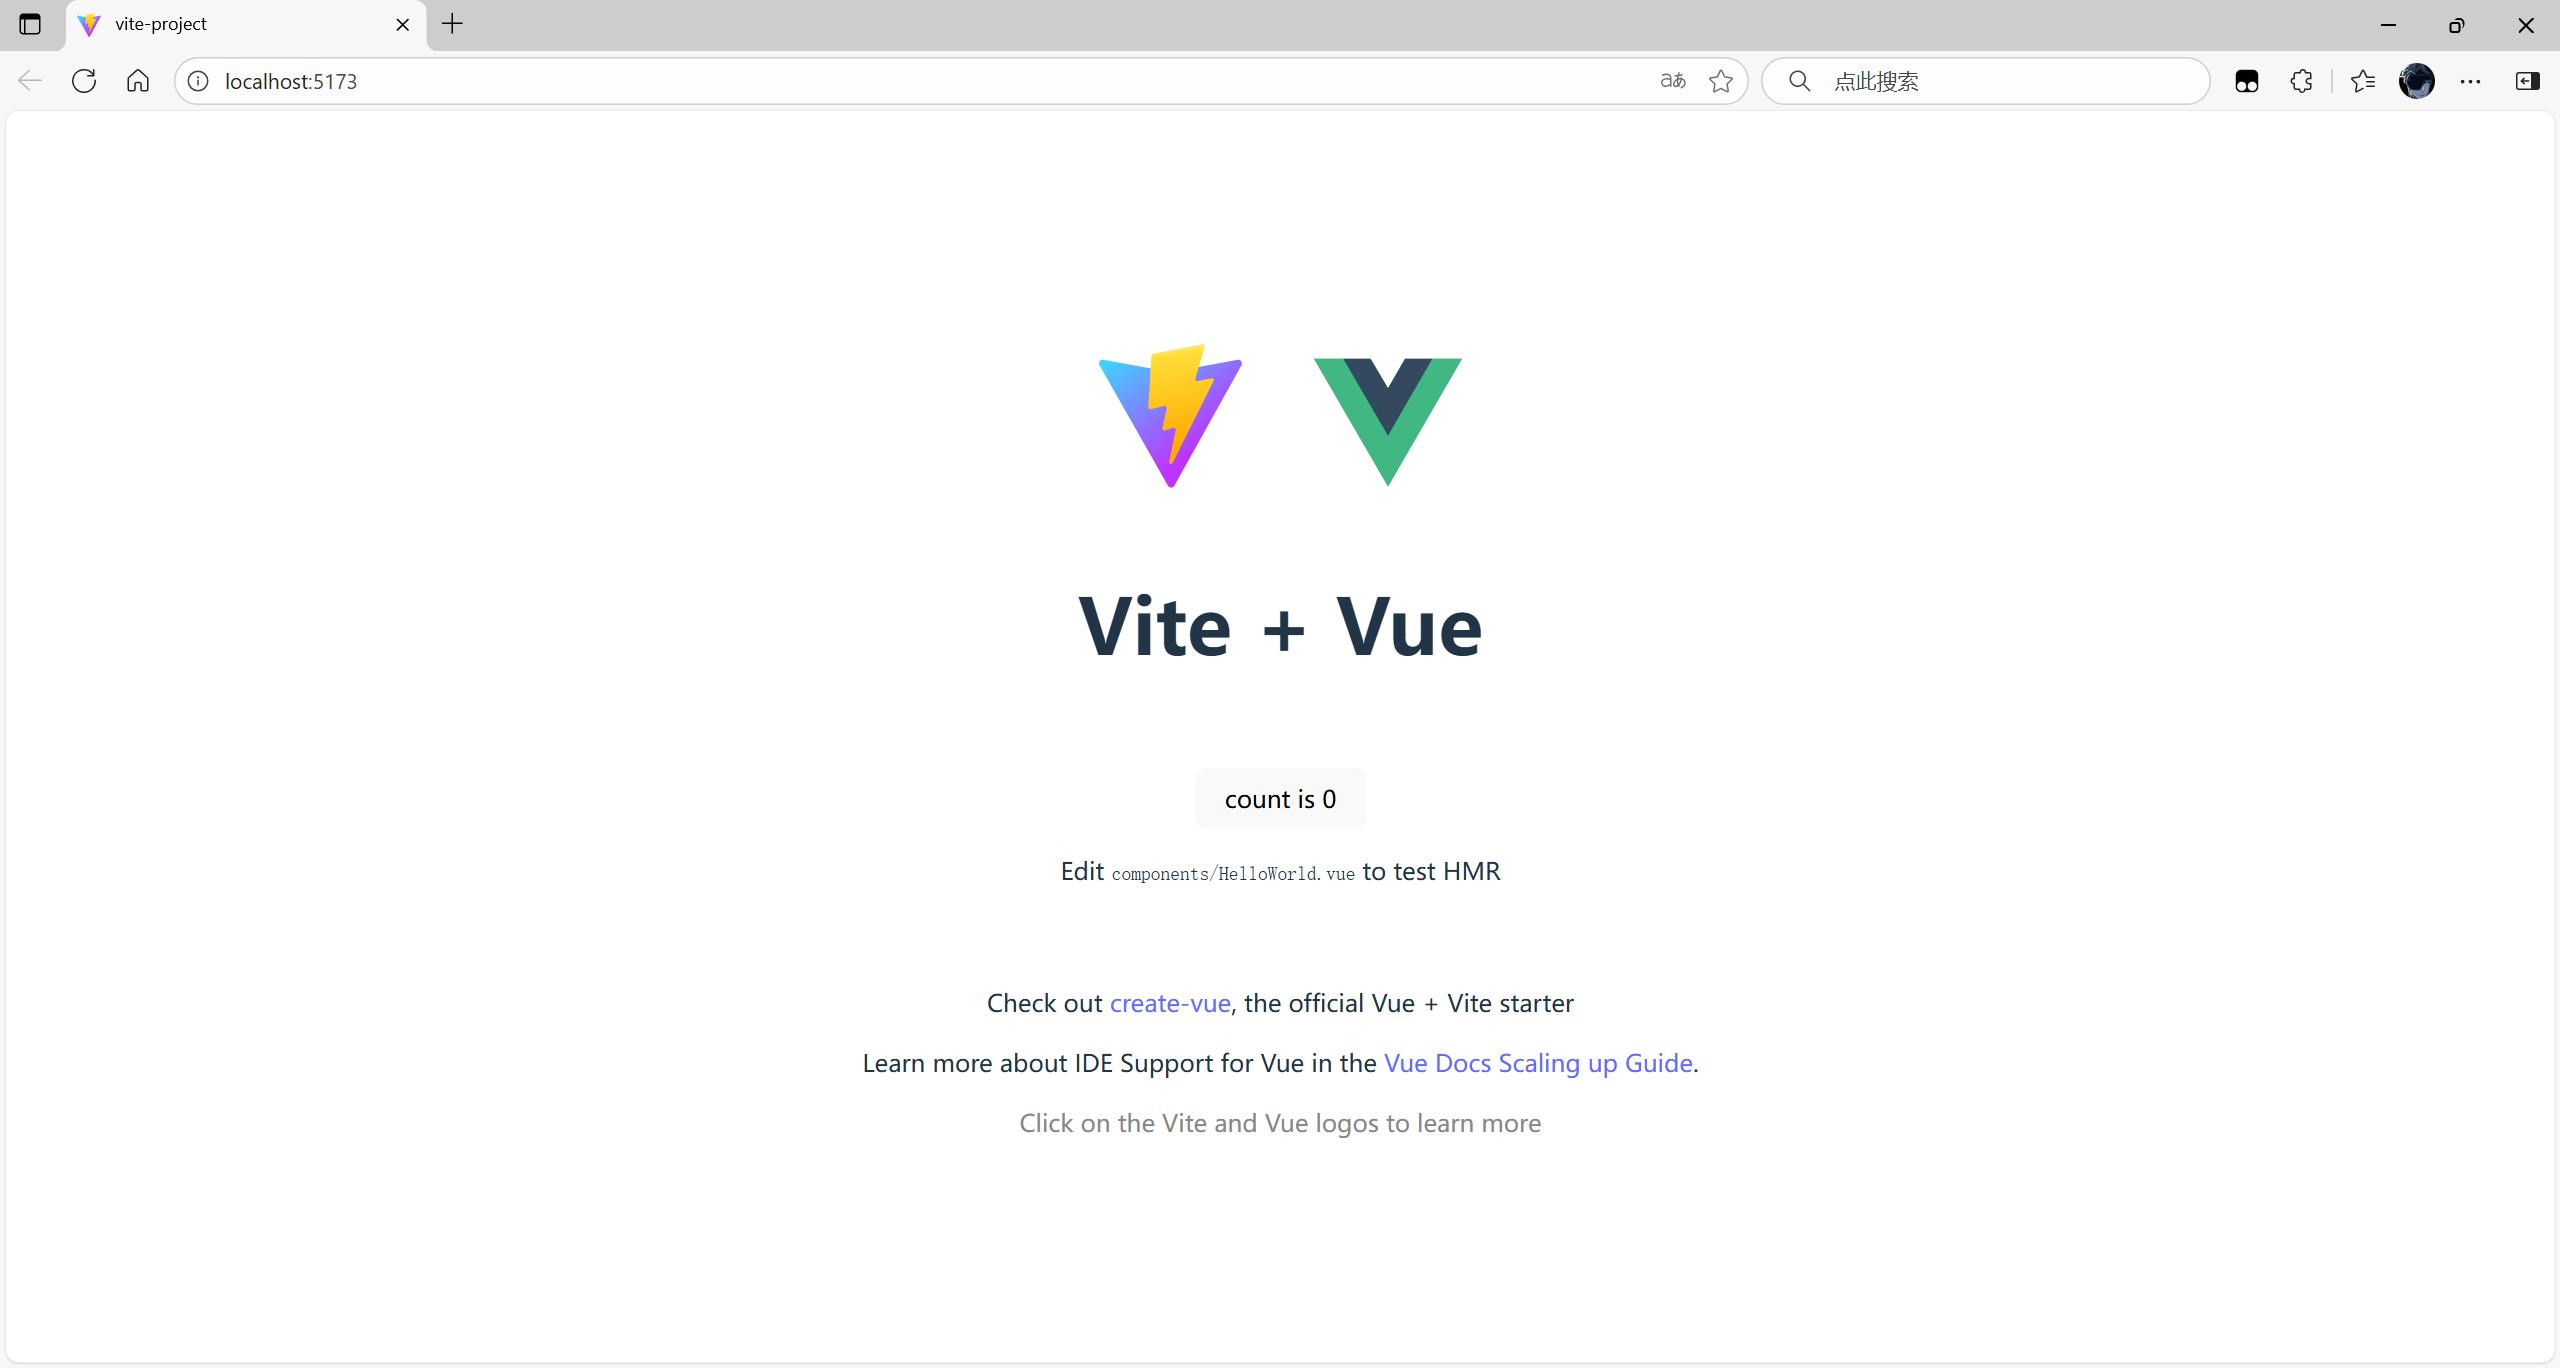 vite-project
localhost:5173
aあ
点此搜索
Vite + Vue
count is 0
Edit components/HelloWorld.vue to test HMR
Check out create-vue, the official Vue + Vite starter
Learn more about IDE Support for Vue in the Vue Docs Scaling up Guide.
Click on the Vite and Vue logos to learn more